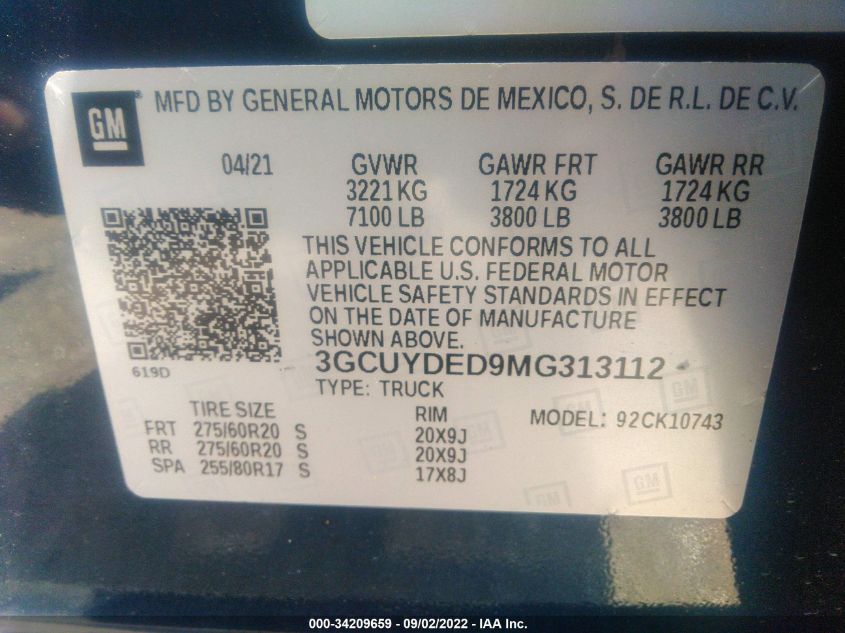 GM
MFD BY GENERAL MOTORS DE MEXICO, S. DE R.L. DE C.V.
04/21 GVWR GAWR FRT GAWR RR
3221 KG 1724 KG 1724 KG
7100 LB 3800 LB 3800 LB
THIS VEHICLE CONFORMS TO ALL
APPLICABLE U.S. FEDERAL MOTOR
VEHICLE SAFETY STANDARDS IN EFFECT
ON THE DATE OF MANUFACTURE
SHOWN ABOVE.
619D
3GCUYDED9MG313112
TYPE: TRUCK
TIRE SIZE RIM MODEL: 92CK10743
FRT 275/60R20 S 20X9J
RR 275/60R20 S 20X9J
SPA 255/80R17 S 17X8J
GM
000-34209659 - 09/02/2022 - IAA